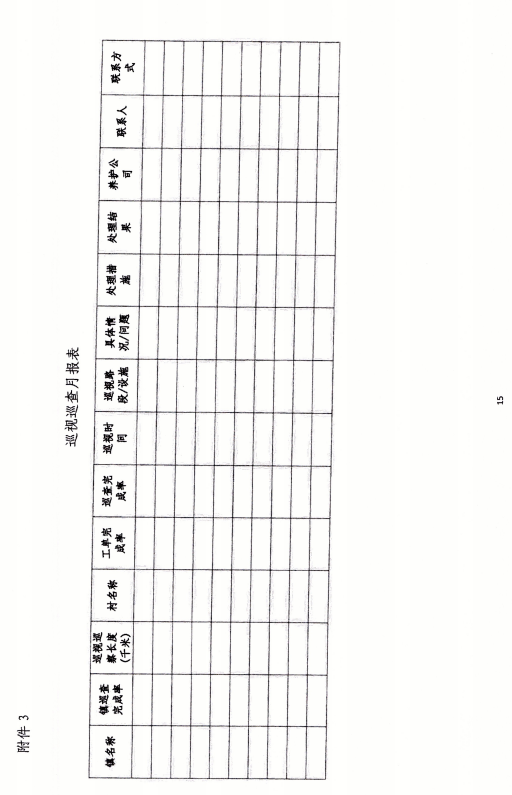 附件 3
巡视巡查月报表
镇名称
镇巡查
完成率
巡视巡
察长度
(千米)
村名称
工单完
成率
巡查完
成率
巡视时
间
巡视路
段/设施
具体情
况/问题
处理措
施
处理结
果
养护公
司
联系人
联系方
式
15